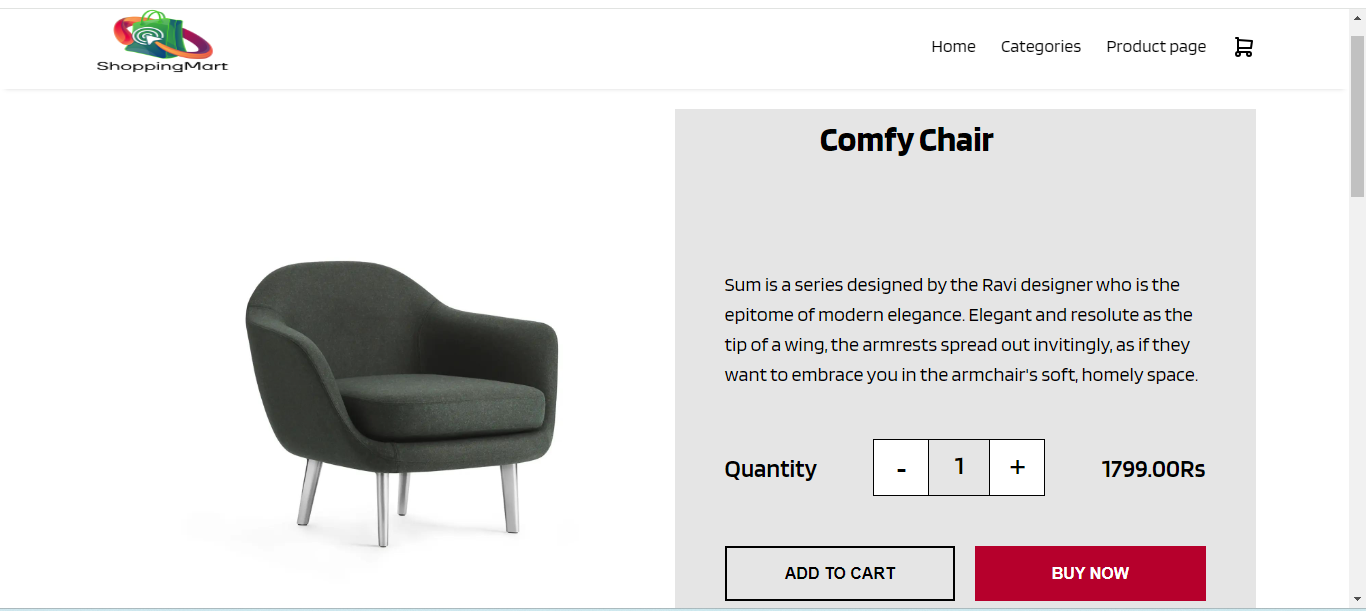 ShoppingMart
Home Categories Product page
Comfy Chair
Sum is a series designed by the Ravi designer who is the
epitome of modern elegance. Elegant and resolute as the
tip of a wing, the armrests spread out invitingly, as if they
want to embrace you in the armchair's soft, homely space.
Quantity - 1 + 1799.00Rs
ADD TO CART BUY NOW